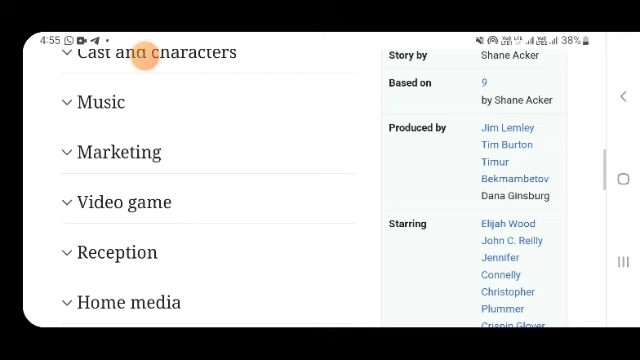 4:55
38%
Cast and characters
Music
Marketing
Video game
Reception
Home media
Story by
Shane Acker
Based on
9
by Shane Acker
Produced by
Jim Lemley
Tim Burton
Timur
Bekmambetov
Dana Ginsburg
Starring
Elijah Wood
John C. Reilly
Jennifer
Connelly
Christopher
Plummer
Crispin Glover